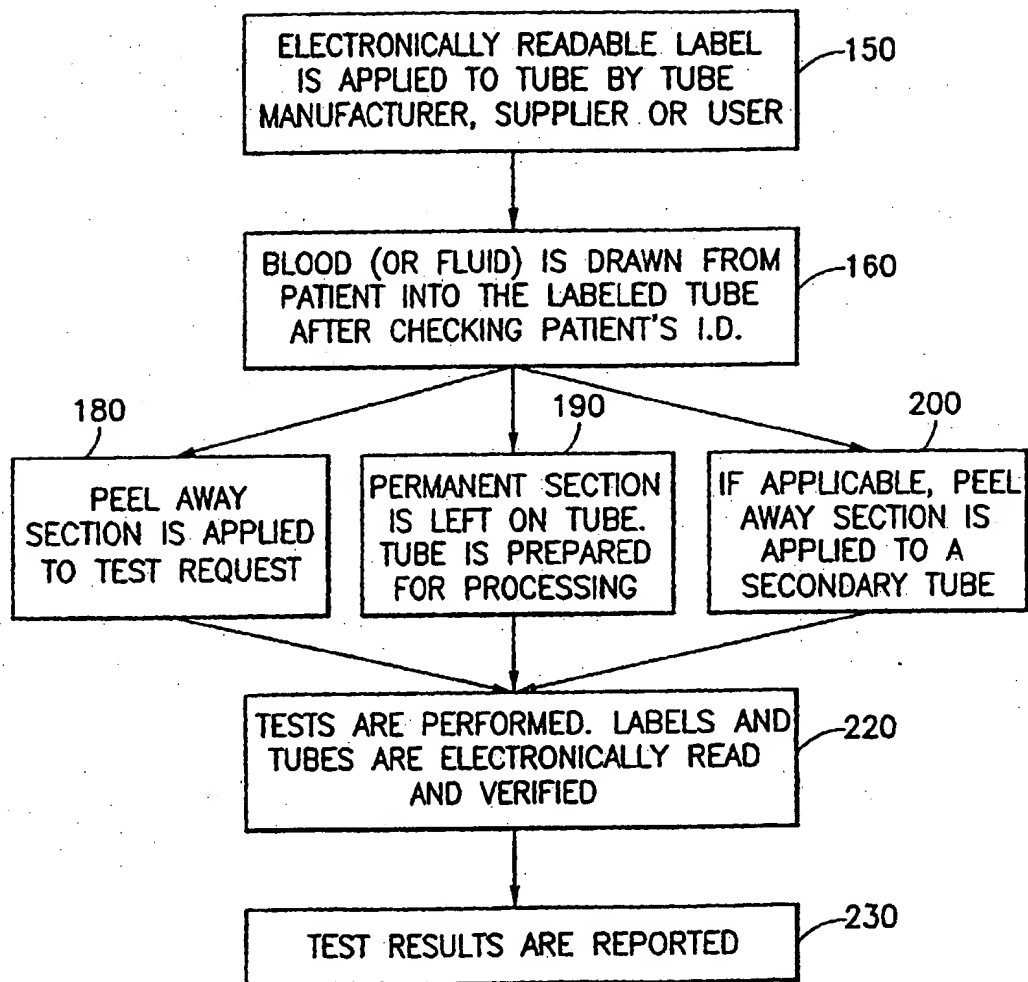 ELECTRONICALLY READABLE LABEL
IS APPLIED TO TUBE BY TUBE
MANUFACTURER, SUPPLIER OR USER
150
BLOOD (OR FLUID) IS DRAWN FROM
PATIENT INTO THE LABELED TUBE
AFTER CHECKING PATIENT'S I.D.
160
180
PEEL AWAY
SECTION IS APPLIED
TO TEST REQUEST
190
PERMANENT SECTION
IS LEFT ON TUBE.
TUBE IS PREPARED
FOR PROCESSING
200
IF APPLICABLE, PEEL
AWAY SECTION IS
APPLIED TO A
SECONDARY TUBE
TESTS ARE PERFORMED. LABELS AND
TUBES ARE ELECTRONICALLY READ
AND VERIFIED
220
TEST RESULTS ARE REPORTED
230